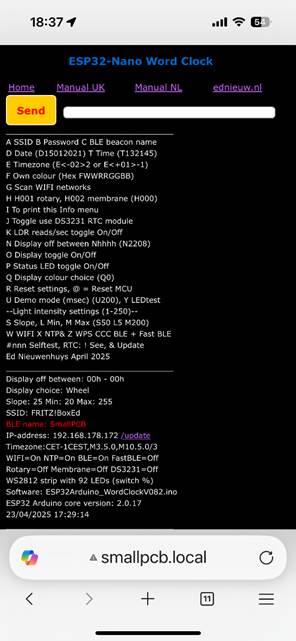 18:37
54
ESP32-Nano Word Clock
Home Manual UK Manual NL ednieuw.nl
Send
A SSID B Password C BLE beacon name
D Date (D15012021) T Time (T132145)
E Timezone (E<-02>2 or E<+01>-1)
F Own colour (Hex FWWRRGGBB)
G Scan WIFI networks
H H001 rotary, H002 membrane (H000)
I To print this Info menu
J Toggle use DS3231 RTC module
K LDR reads/sec toggle On/Off
N Display off between Nhhhh (N2208)
O Display toggle On/Off
P Status LED toggle On/Off
Q Display colour choice (Q0)
R Reset settings, @ = Reset MCU
U Demo mode (msec) (U200), Y LEDtest
--Light intensity settings (1-250)--
S Slope, L Min, M Max (S50 L5 M200)
W WIFI X NTP& Z WPS CCC BLE + Fast BLE
#nnn Selftest, RTC: ! See, & Update
Ed Nieuwenhuys April 2025
Display off between: 00h - 00h
Display choice: Wheel
Slope: 25 Min: 20 Max: 255
SSID: FRITZ!BoxEd
BLE name: SmallPCB
IP-address: 192.168.178.172 /update
Timezone:CET-1CEST,M3.5.0,M10.5.0/3
WIFI=On NTP=On BLE=On FastBLE=Off
Rotary=Off Membrane=Off DS3231=Off
WS2812 strip with 92 LEDs (switch %)
Software: ESP32Arduino_WordClockV082.ino
ESP32 Arduino core version: 2.0.17
23/04/2025 17:29:14
smallpcb.local
11